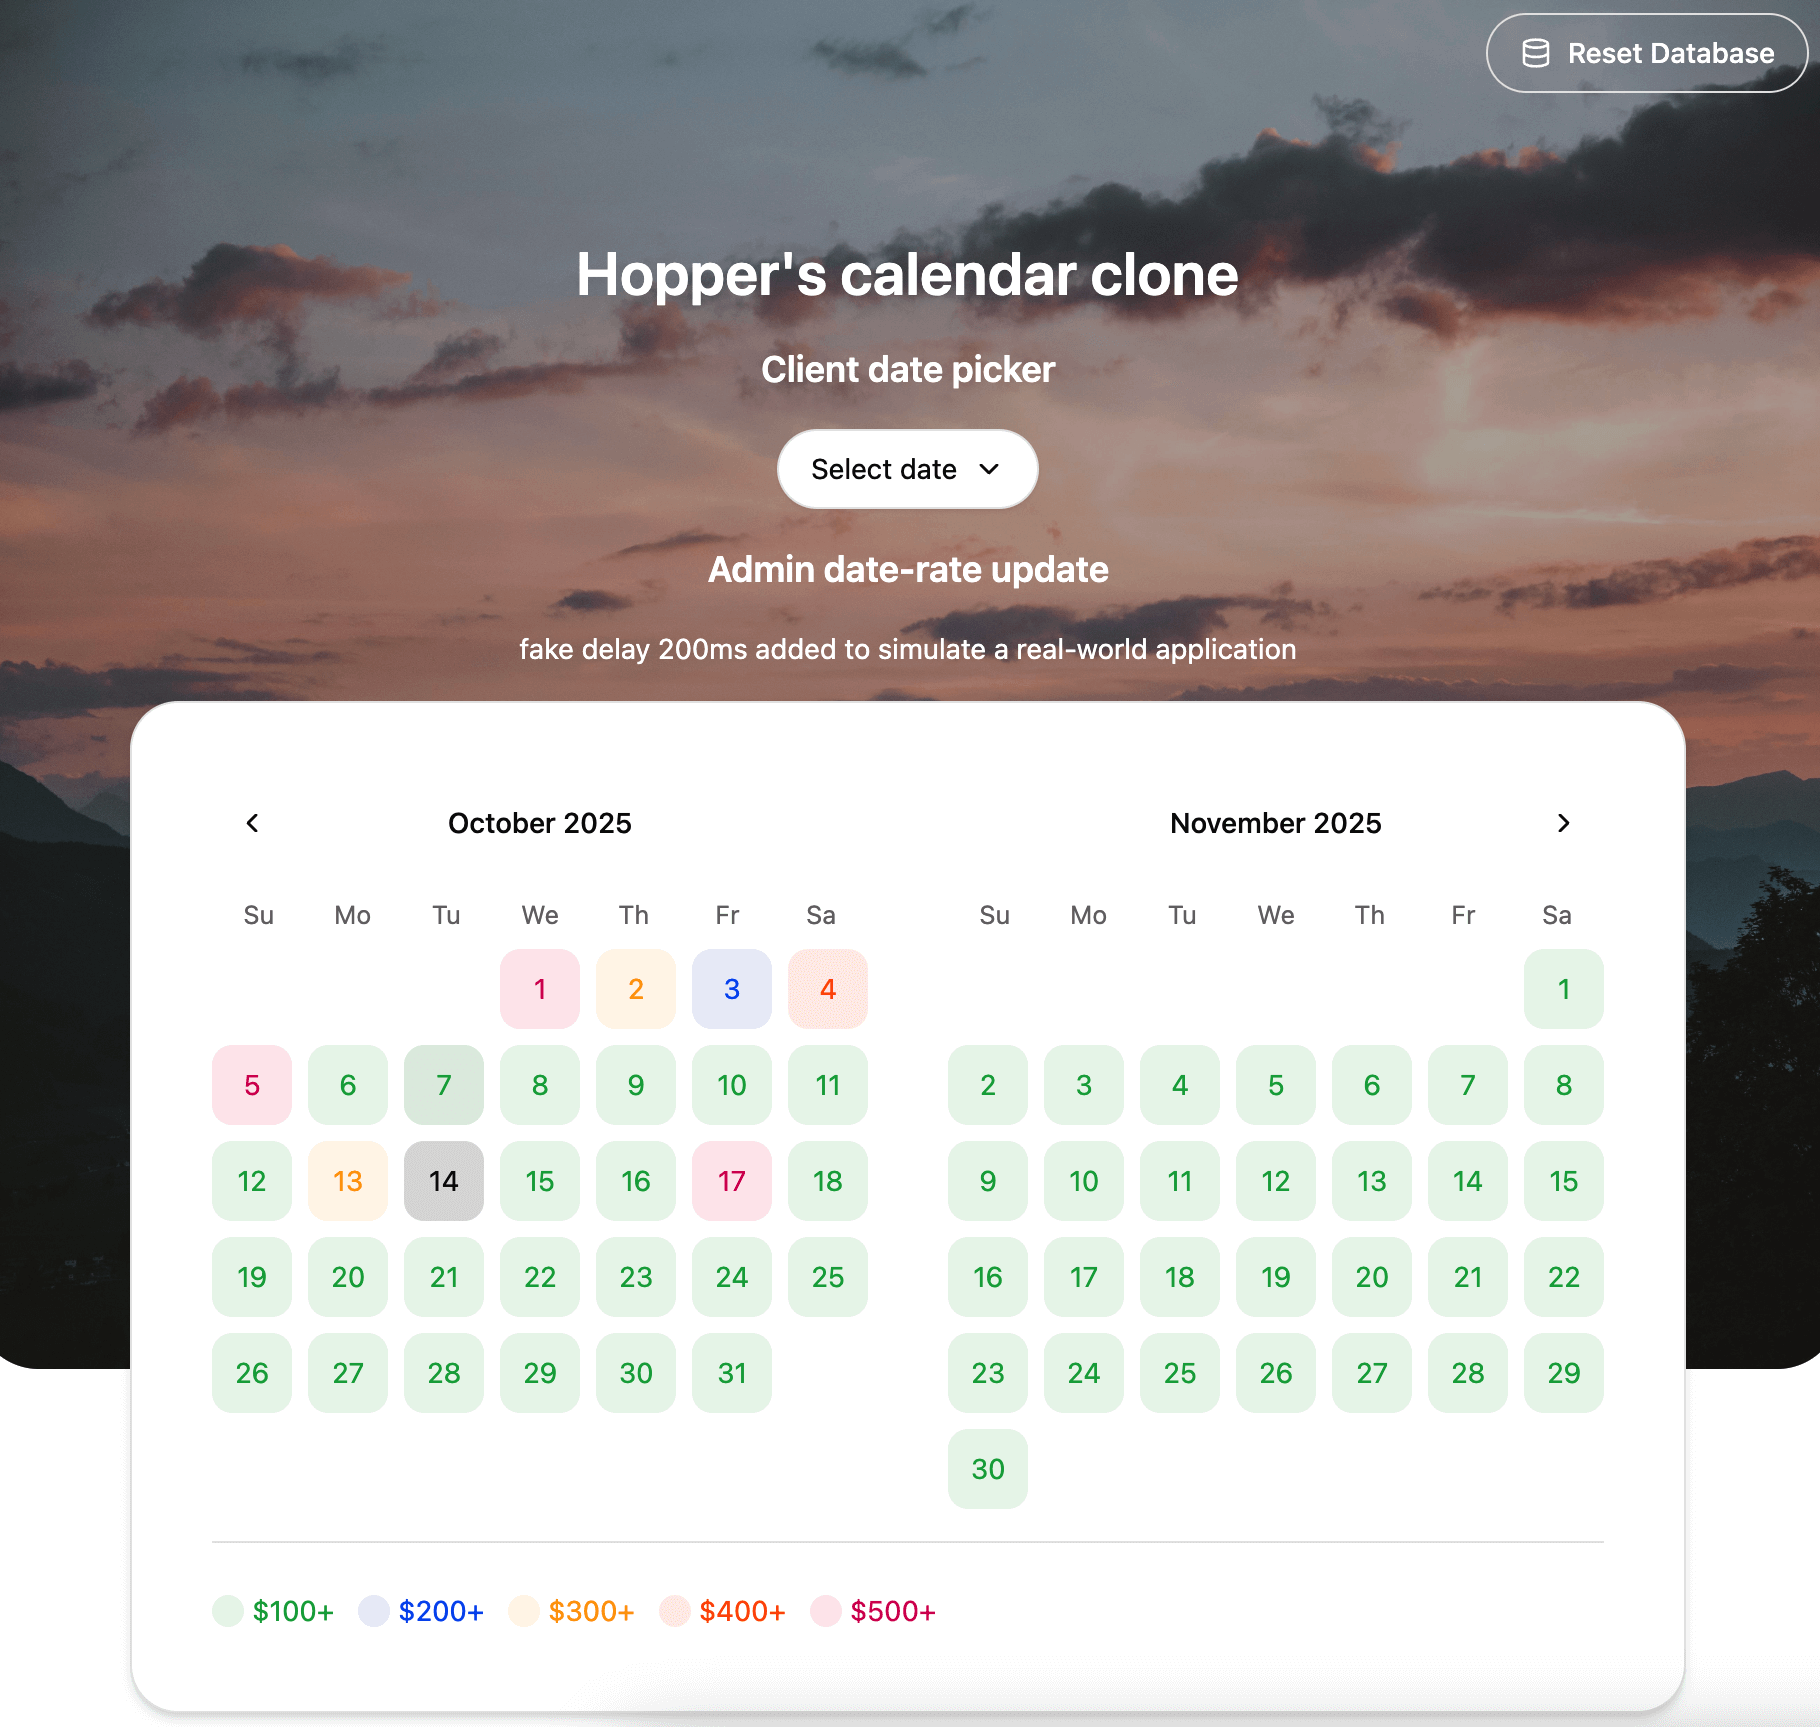 Reset Database
Hopper's calendar clone
Client date picker
Select date
Admin date-rate update
fake delay 200ms added to simulate a real-world application
October 2025
Su Mo Tu We Th Fr Sa
1 2 3 4
5 6 7 8 9 10 11
12 13 14 15 16 17 18
19 20 21 22 23 24 25
26 27 28 29 30 31
November 2025
Su Mo Tu We Th Fr Sa
1
2 3 4 5 6 7 8
9 10 11 12 13 14 15
16 17 18 19 20 21 22
23 24 25 26 27 28 29
30
$100+ $200+ $300+ $400+ $500+